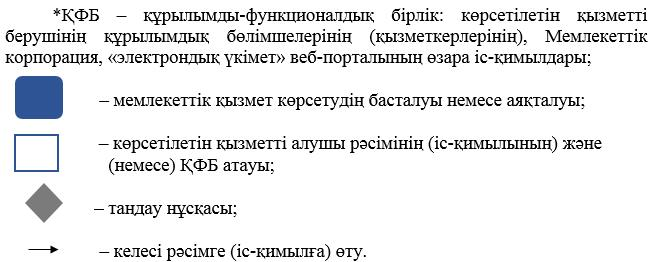 *ҚФБ – құрылымды-функционалдық бірлік: көрсетілетін қызметті
берушінің құрылымдық бөлімшелерінің (қызметкерлерінің), Мемлекеттік
корпорация, «электрондық үкімет» веб-порталының өзара іс-қимылдары;
– мемлекеттік қызмет көрсетудің басталуы немесе аяқталуы;
– көрсетілетін қызметті алушы рәсімінің (іс-қимылының) және
(немесе) ҚФБ атауы;
– таңдау нұсқасы;
– келесі рәсімге (іс-қимылға) өту.